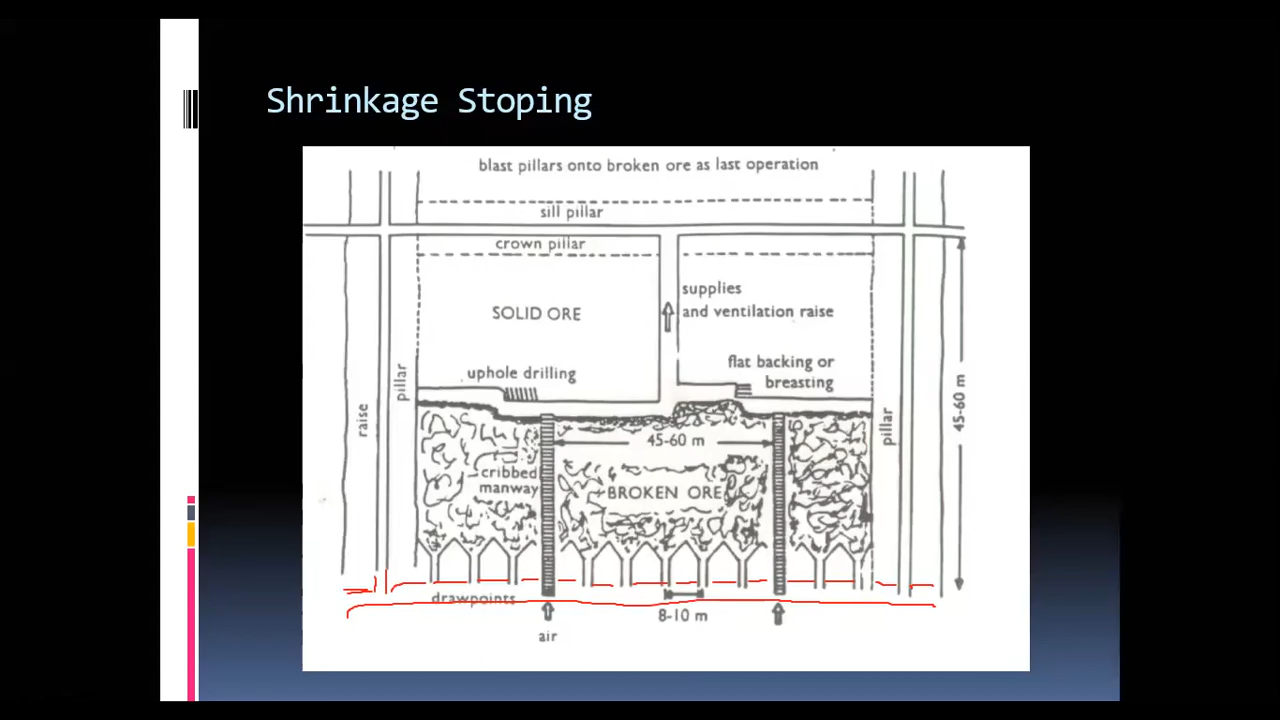 Shrinkage Stoping
blast pillars onto broken ore as last operation
sill pillar
crown pillar
supplies
and ventilation raise
SOLID ORE
flat backing or
breasting
uphole drilling
pillar
raise
pillar
45-60 m
45-60 m
cribbed
manway
BROKEN ORE
drawpoints
8-10 m
air